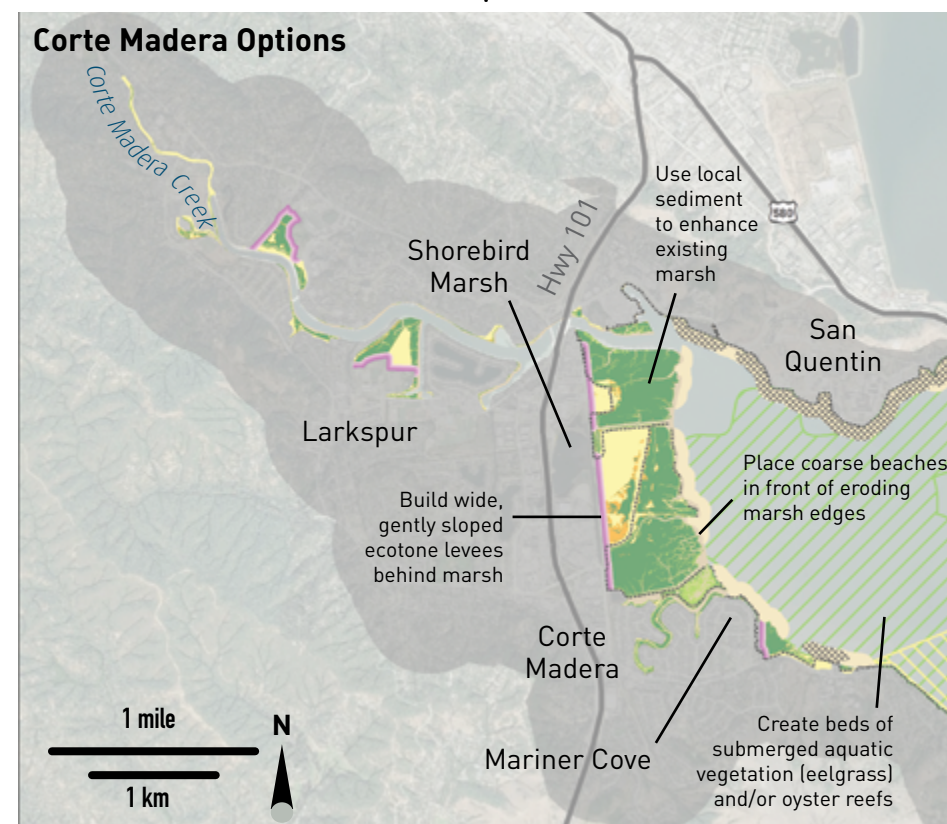 Corte Madera Options
Corte Madera Creek
Use local
sediment
to enhance
existing
marsh
580
Hwy 101
Shorebird
Marsh
San
Quentin
Larkspur
Place coarse beaches
in front of eroding
marsh edges
Build wide,
gently sloped
ecotone levees
behind marsh
Corte
Madera
Mariner Cove
Create beds of
submerged aquatic
vegetation (eelgrass)
and/or oyster reefs
1 mile
1 km
N